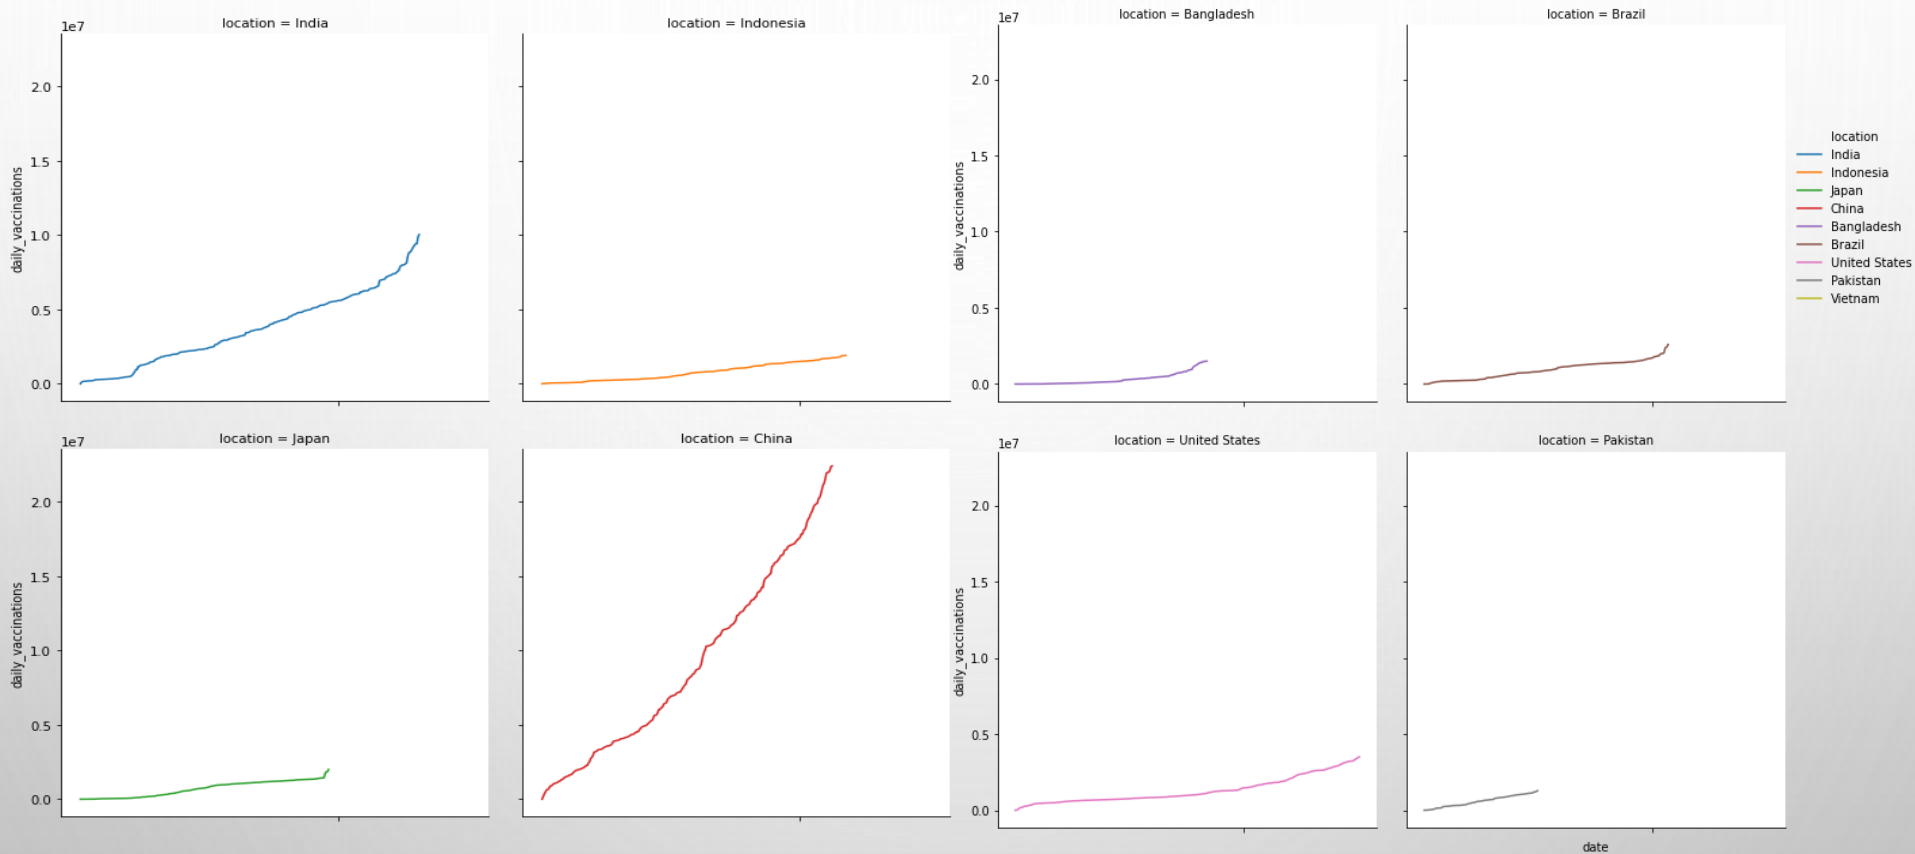 location = India
1e7
2.0
1.5
1.0
0.5
0.0
daily_vaccinations
location = Indonesia
location = Bangladesh
1e7
2.0
1.5
1.0
0.5
0.0
daily_vaccinations
location = Brazil
location
India
Indonesia
Japan
China
Bangladesh
Brazil
United States
Pakistan
Vietnam
location = Japan
1e7
2.0
1.5
1.0
0.5
0.0
daily_vaccinations
location = China
location = United States
1e7
2.0
1.5
1.0
0.5
0.0
daily_vaccinations
location = Pakistan
date